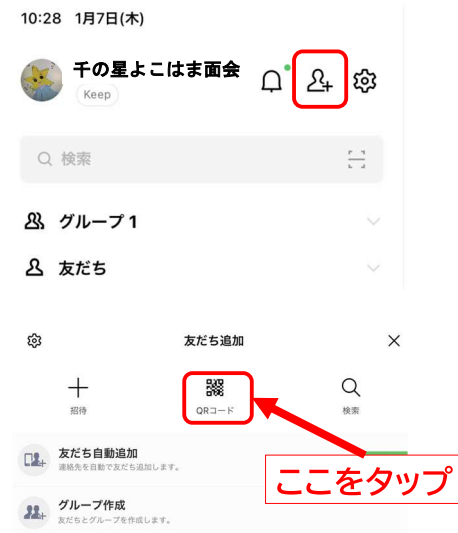 10:28 1月7日(木)
千の星よこはま面会
Keep
検索
グループ 1
友だち
友だち追加
招待
QRコード
検索
友だち自動追加
連絡先を自動で友だち追加します。
ここをタップ
グループ作成
友だちとグループを作成します。